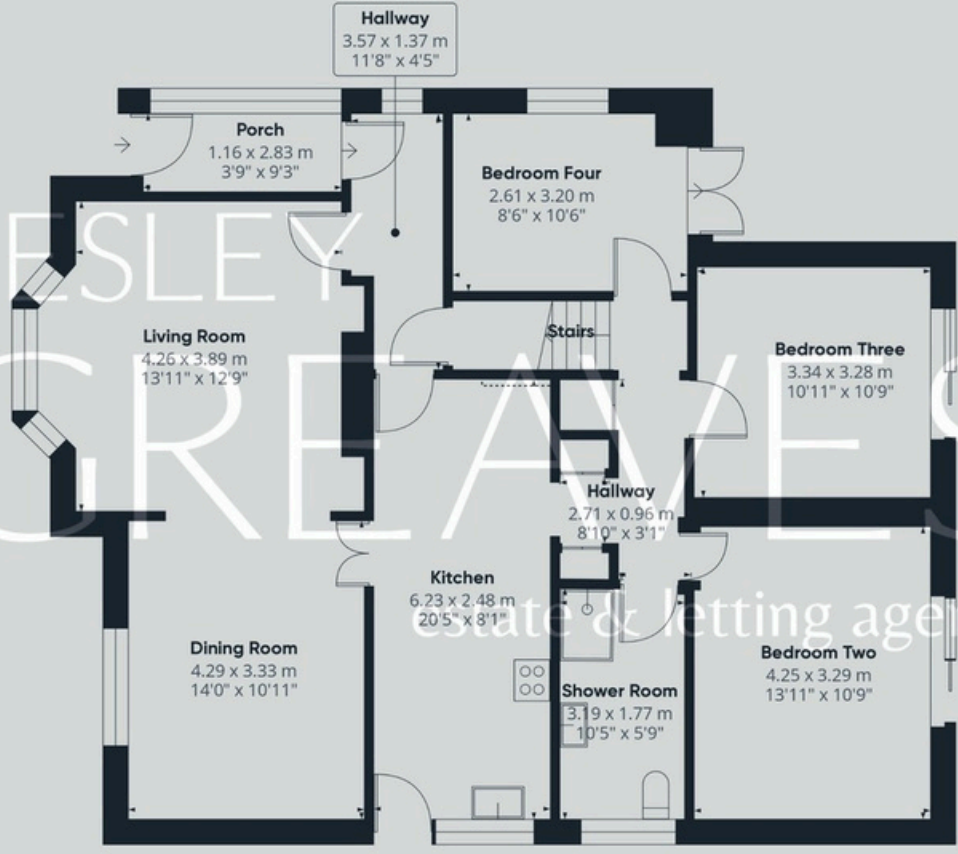 Hallway
3.57 x 1.37 m
11'8" x 4'5"
Porch
1.16 x 2.83 m
3'9" x 9'3"
Bedroom Four
2.61 x 3.20 m
8'6" x 10'6"
ESLEY
Living Room
4.26 x 3.89 m
13'11" x 12'9"
Stairs
Bedroom Three
3.34 x 3.28 m
10'11" x 10'9"
GREAVES
Hallway
2.71 x 0.96 m
8'10" x 3'1"
Kitchen
6.23 x 2.48 m
20'5" x 8'1"
estate & letting agen
Dining Room
4.29 x 3.33 m
14'0" x 10'11"
Shower Room
3.19 x 1.77 m
10'5" x 5'9"
Bedroom Two
4.25 x 3.29 m
13'11" x 10'9"